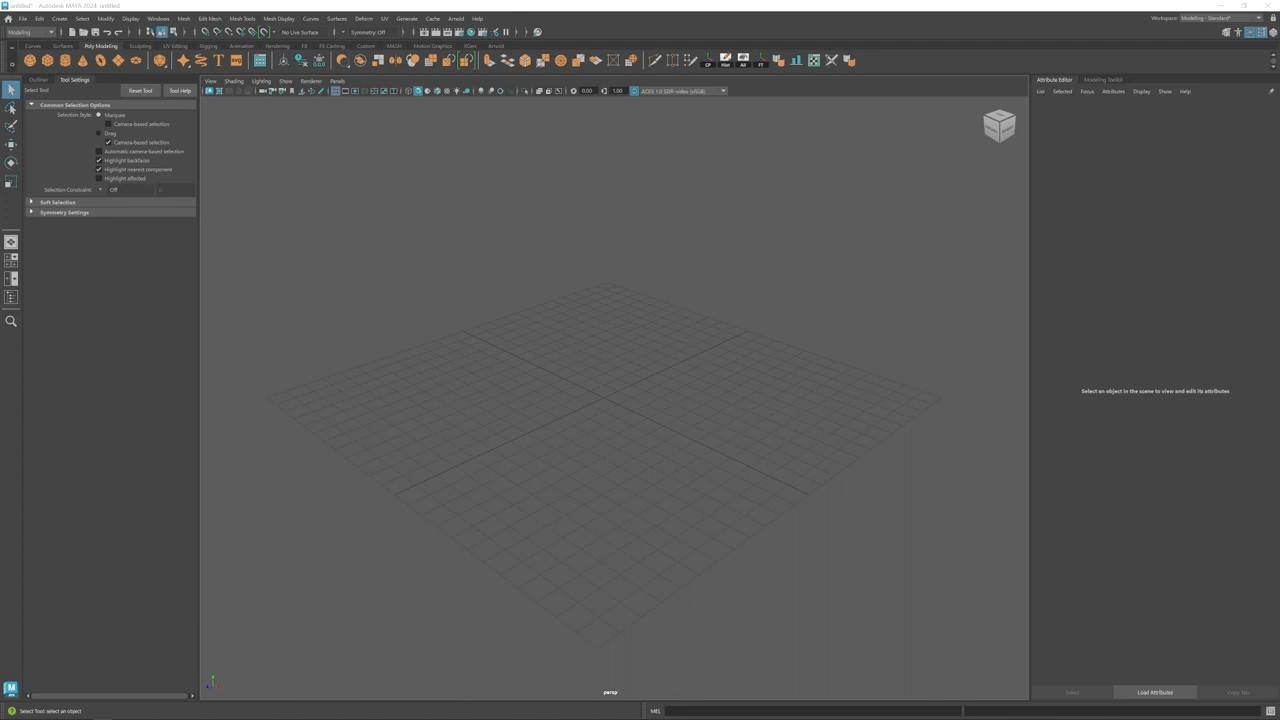 untitled* - Autodesk MAYA 2024: untitled
File Edit Create Select Modify Display Windows Mesh Edit Mesh Mesh Tools Mesh Display Curves Surfaces Deform UV Generate Cache Arnold Help
Workspace: Modeling - Standard*
Modeling No Live Surface Symmetry: Off
Curves Surfaces Poly Modeling Sculpting UV Editing Rigging Animation Rendering FX FX Caching Custom MASH Motion Graphics XGen Arnold
CP Hist AB FT
Outliner Tool Settings
Select Tool Reset Tool Tool Help
Common Selection Options
Selection Style: Marquee
Camera-based selection
Drag
Camera-based selection
Automatic camera-based selection
Highlight backfaces
Highlight nearest component
Highlight affected
Selection Constraint: Off
Soft Selection
Symmetry Settings
View Shading Lighting Show Renderer Panels
0.00 1.00 ACES 1.0 SDR-video (sRGB)
persp
Attribute Editor Modeling Toolkit
List Selected Focus Attributes Display Show Help
Select an object in the scene to view and edit its attributes
Select Load Attributes Copy Tab
Select Tool: select an object
MEL